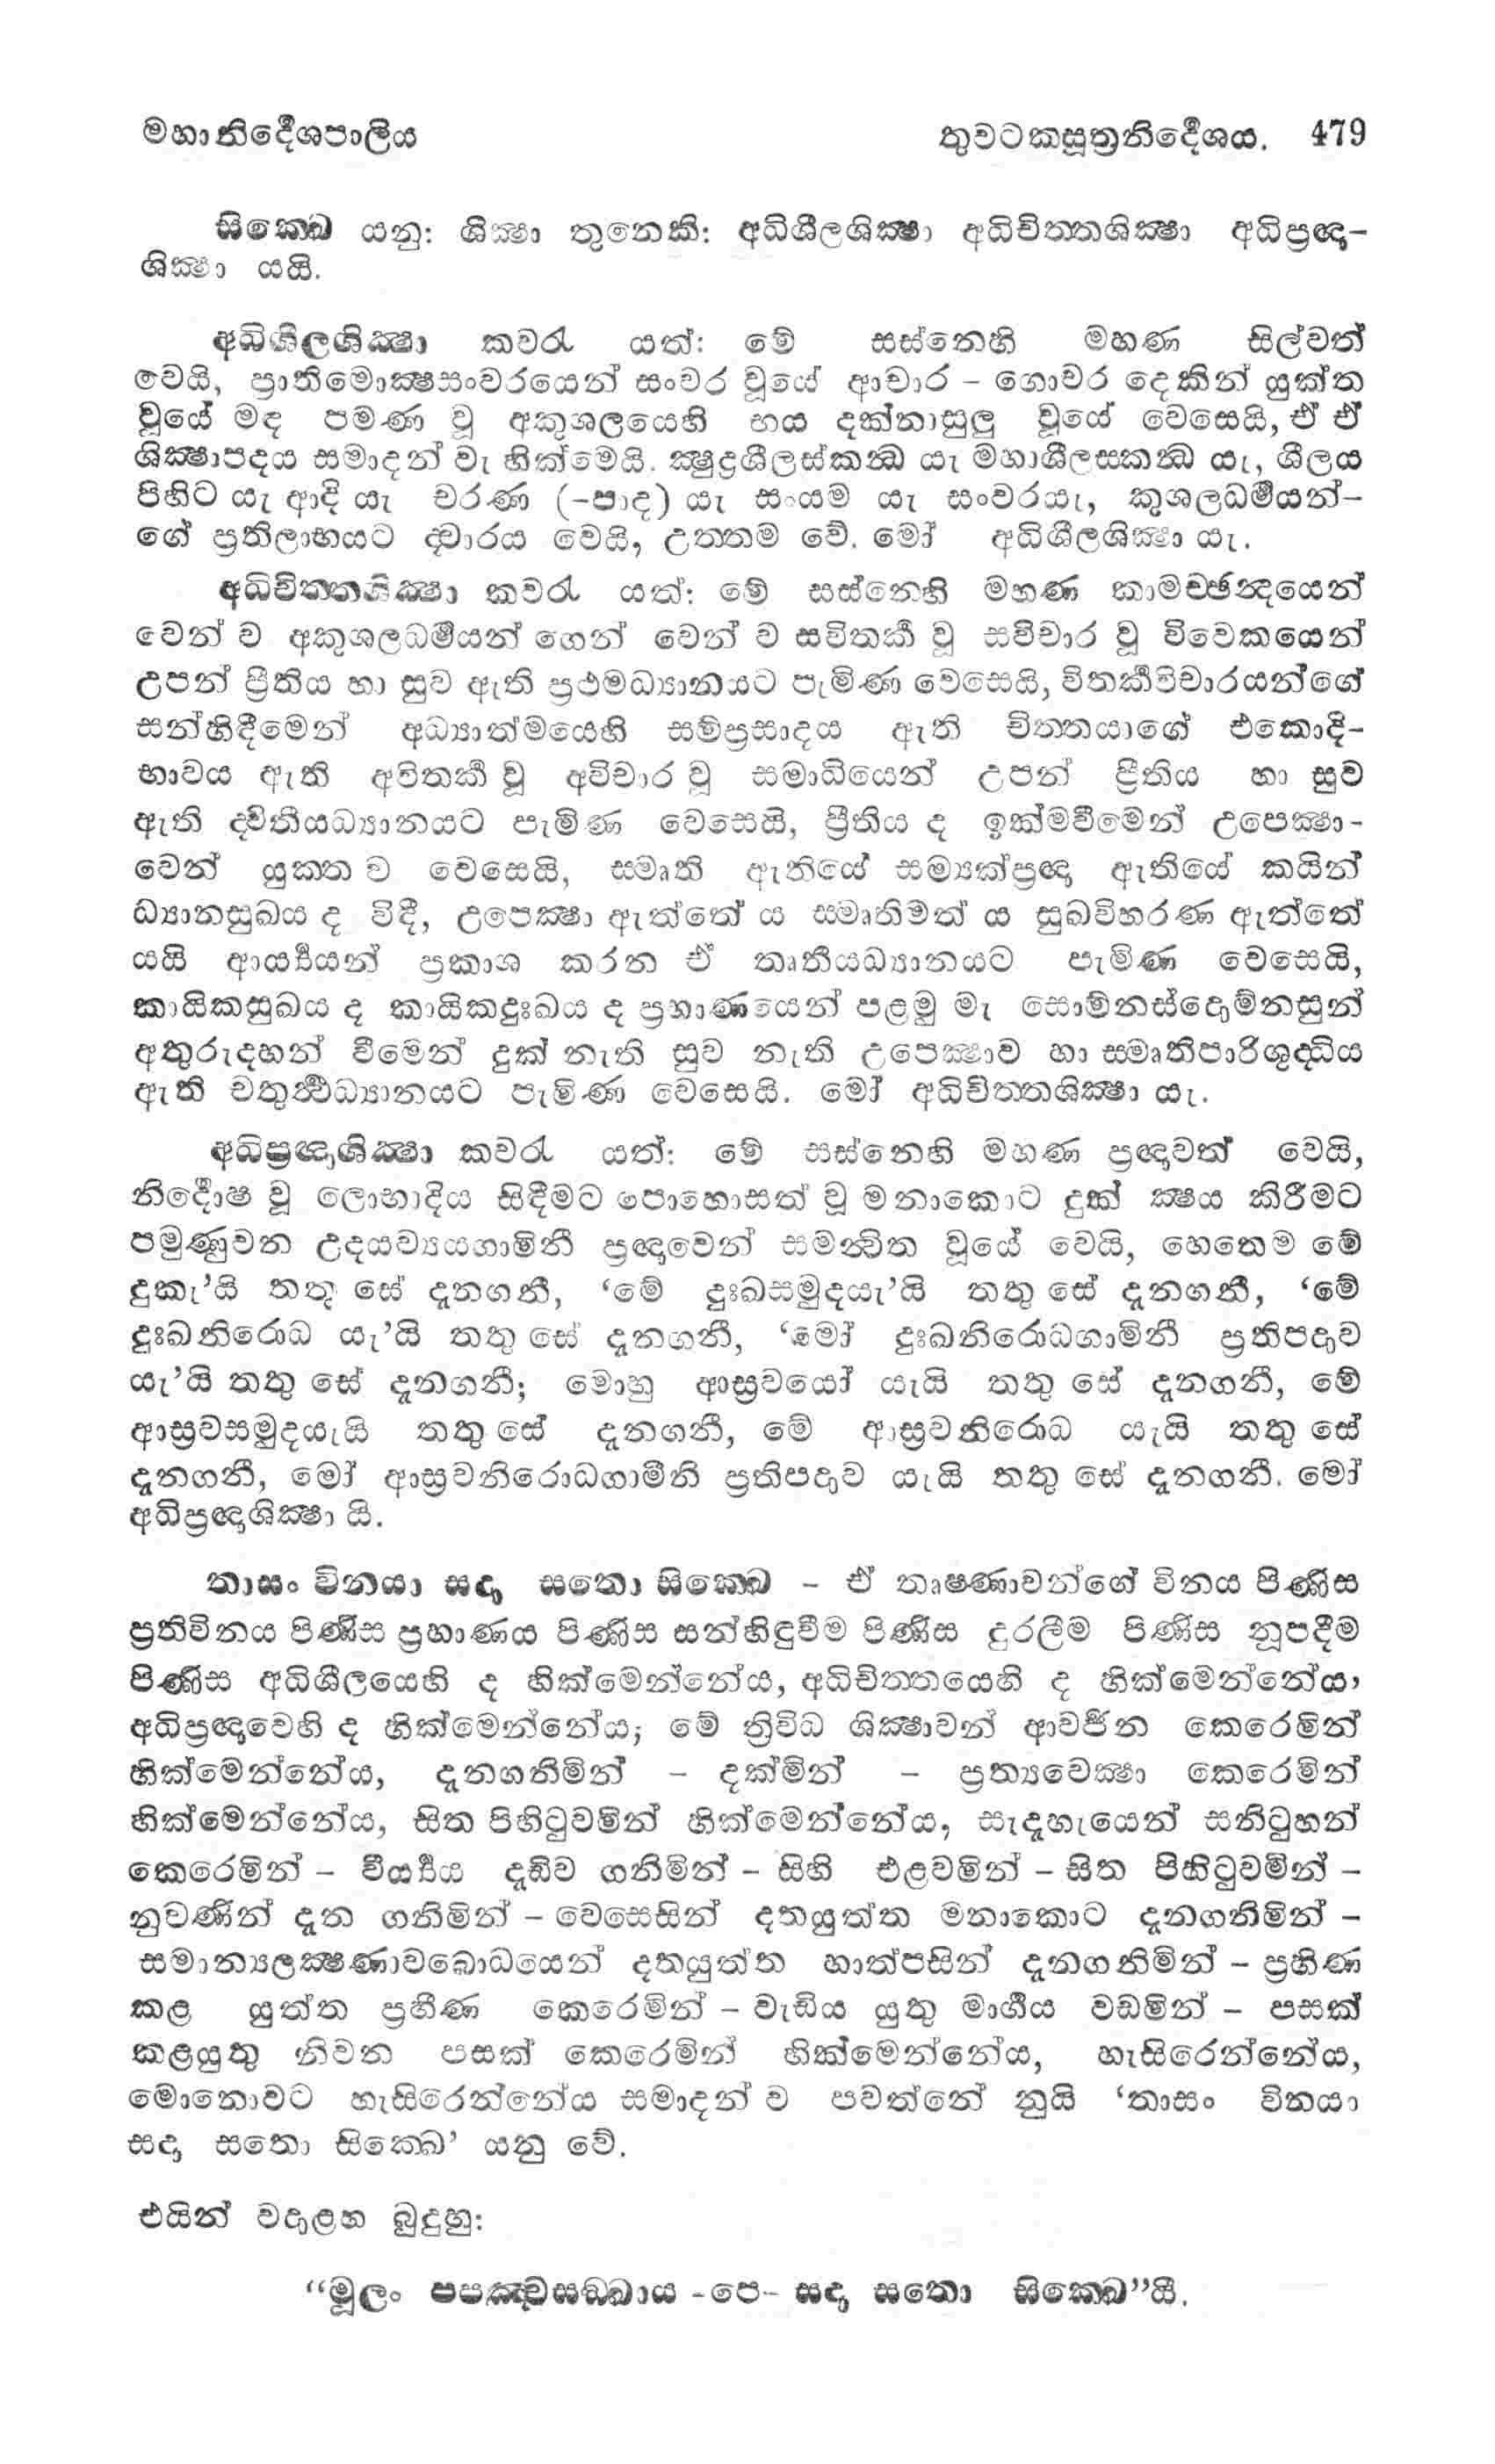 මහානිර්දේශපාලිය තුවටකසූත්‍රනිර්දේශය. 479
සික්ඛෙ යනු: ශික්ෂා තුනෙකි: අධිශීලශික්ෂා අධිචිත්තශික්ෂා අධිප්‍රඥා-
ශික්ෂා යයි.
අධිශීලශික්ෂා කවරැ යත්: මේ සස්නෙහි මහණ සිල්වත්
වෙයි, ප්‍රාතිමොක්ෂසංවරයෙන් සංවර වූයේ ආචාර – ගොචර දෙකින් යුක්ත
වූයේ මඳ පමණ වූ අකුශලයෙහි භය දක්නාසුලු වූයේ වෙසෙයි, ඒ ඒ
ශික්ෂාපදය සමාදන් වැ හික්මෙයි. ක්ෂුද්‍රශීලස්කන්ධ යැ මහාශීලස්කන්ධ යැ, ශීලය
පිහිට යැ ආදි යැ චරණ (-පාද) යැ සංයම යැ සංවරයැ, කුශලධර්මයන්-
ගේ ප්‍රතිලාභයට ද්වාරය වෙයි, උත්තම වේ. මෝ අධිශීලශික්ෂා යැ.
අධිචිත්තශික්ෂා කවරැ යත්: මේ සස්නෙහි මහණ කාමච්ඡන්දයෙන්
වෙන් ව අකුශලධර්මයන් ගෙන් වෙන් ව සවිතර්ක වූ සවිචාර වූ විවෙකයෙන්
උපන් ප්‍රීතිය හා සුව ඇති ප්‍රථමධ්‍යානයට පැමිණ වෙසෙයි, විතර්කවිචාරයන්ගේ
සන්හිඳීමෙන් අධ්‍යාත්මයෙහි සම්ප්‍රසාදය ඇති චිත්තයාගේ එකොදි-
භාවය ඇති අවිතර්ක වූ අවිචාර වූ සමාධියෙන් උපන් ප්‍රීතිය හා සුව
ඇති ද්විතීයධ්‍යානයට පැමිණ වෙසෙයි, ප්‍රීතිය ද ඉක්මවීමෙන් උපෙක්ෂා-
වෙන් යුක්ත ව වෙසෙයි, ස්මෘති ඇතියේ සම්‍යක්ප්‍රඥා ඇතියේ කයින්
ධ්‍යානසුඛය ද විදී, උපෙක්ෂා ඇත්තේ ය ස්මෘතිමත් ය සුඛවිහරණ ඇත්තේ
යයි ආර්‍ය්‍යයන් ප්‍රකාශ කරන ඒ තෘතීයධ්‍යානයට පැමිණ වෙසෙයි,
කායිකසුඛය ද කායිකදුඃඛය ද ප්‍රහාණයෙන් පළමු මැ සොම්නස්දොම්නසුන්
අතුරුදහන් වීමෙන් දුක් නැති සුව නැති උපෙක්ෂාව හා ස්මෘතිපාරිශුද්ධිය
ඇති චතුර්ත්‍ථධ්‍යානයට පැමිණ වෙසෙයි. මෝ අධිචිත්තශික්ෂා යැ.
අධිප්‍රඥාශික්ෂා කවරැ යත්: මේ සස්නෙහි මහණ ප්‍රඥාවත් වෙයි,
නිර්දොෂ වූ ලොභාදිය සිඳීමට පොහොසත් වූ මනාකොට දුක් ක්ෂය කිරීමට
පමුණුවන උදයව්‍යයගාමිනී ප්‍රඥාවෙන් සමන්විත වූයේ වෙයි, හෙතෙම මේ
දුකැ’යි තතු සේ දැනගනී, ‘මේ දුඃඛසමුදයැ’යි තතු සේ දැනගනී, ‘මේ
දුඃඛනිරොධ යැ’යි තතු සේ දැනගනී, ‘මෝ දුඃඛනිරොධගාමිනී ප්‍රතිපදාව
යැ’යි තතු සේ දැනගනී; මොහු ආස්‍රවයෝ යැයි තතු සේ දැනගනී, මේ
ආස්‍රවසමුදයැයි තතු සේ දැනගනී, මේ ආස්‍රවනිරොධ යැයි තතු සේ
දැනගනී, මෝ ආස්‍රවනිරොධගාමීනි ප්‍රතිපදාව යැයි තතු සේ දැනගනී. මෝ
අධිප්‍රඥාශික්ෂා යි.
තාසං විනයා සදා සතො සික්ඛෙ – ඒ තෘෂණාවන්ගේ විනය පිණිස
ප්‍රතිවිනය පිණිස ප්‍රහාණය පිණිස සන්හිඳුවීම පිණිස දුරලීම පිණිස නූපදීම
පිණිස අධිශීලයෙහි ද හික්මෙන්නේය, අධිචිත්තයෙහි ද හික්මෙන්නේය,
අධිප්‍රඥාවෙහි ද හික්මෙන්නේය; මේ ත්‍රිවිධ ශික්ෂාවන් ආවර්ජන කෙරෙමින්
හික්මෙන්නේය, දැනගනිමින් – දක්මින් – ප්‍රත්‍යවෙක්ෂා කෙරෙමින්
හික්මෙන්නේය, සිත පිහිටුවමින් හික්මෙන්නේය, සැදැහැයෙන් සනිටුහන්
කෙරෙමින් – වීර්‍ය්‍යය දැඩිව ගනිමින් – සිහි එළවමින් – සිත පිහිටුවමින් –
නුවණින් දැන ගනිමින් – වෙසෙසින් දතයුත්ත මනාකොට දැනගනිමින් –
සමාන්‍යලක්ෂණාවබොධයෙන් දතයුත්ත හාත්පසින් දැනගනිමින් – ප්‍රහිණ
කළ යුත්ත ප්‍රහීණ කෙරෙමින් – වැඩිය යුතු මාර්ගය වඩමින් – පසක්
කළයුතු නිවන පසක් කෙරෙමින් හික්මෙන්නේය, හැසිරෙන්නේය,
මොනොවට හැසිරෙන්නේය සමාදන් ව පවත්නේ නුයි ‘තාසං විනයා
සදා සතො සික්ඛෙ’ යනු වේ.
එයින් වදාළහ බුදුහු:
“මූලං පපඤ්චසඞ්ඛාය -පෙ- සදා සතො සික්ඛෙ”යි.